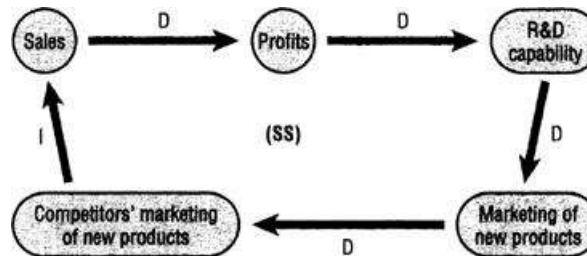 D
D
Sales
Profits
R&D
capability
I
(SS)
D
Competitors' marketing
of new products
Marketing of
new products
D